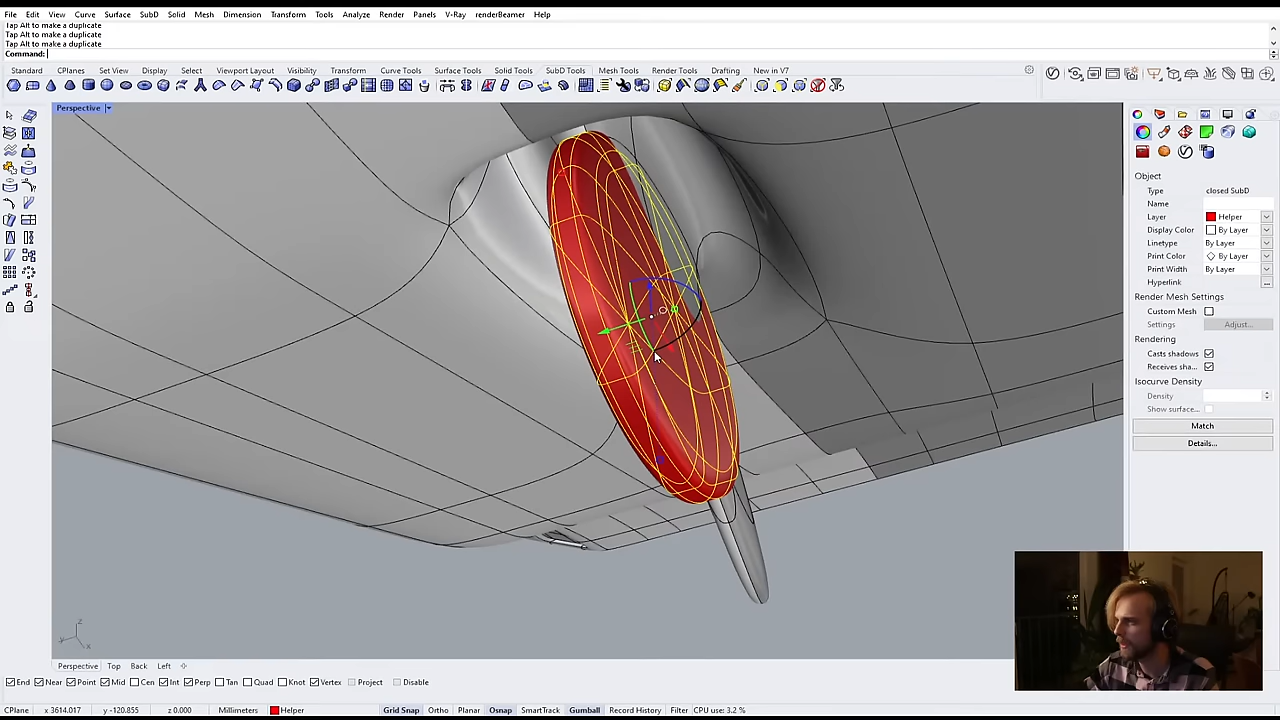 File Edit View Curve Surface SubD Solid Mesh Dimension Transform Tools Analyze Render Panels V-Ray renderBeamer Help
Tap Alt to make a duplicate
Tap Alt to make a duplicate
Tap Alt to make a duplicate
Command:
Standard CPlanes Set View Display Select Viewport Layout Visibility Transform Curve Tools Surface Tools Solid Tools SubD Tools Mesh Tools Render Tools Drafting New in V7
Perspective
Object
Type closed SubD
Name
Layer Helper
Display Color By Layer
Linetype By Layer
Print Color By Layer
Print Width By Layer
Hyperlink ...
Render Mesh Settings
Custom Mesh
Settings Adjust...
Rendering
Casts shadows
Receives sha...
Isocurve Density
Density
Show surface...
Match
Details...
z
y x
Perspective Top Back Left
End Near Point Mid Cen Int Perp Tan Quad Knot Vertex Project Disable
CPlane x 3614.017 y -120.855 z 0.000 Millimeters Helper Grid Snap Ortho Planar Osnap SmartTrack Gumball Record History Filter CPU use: 3.2 %